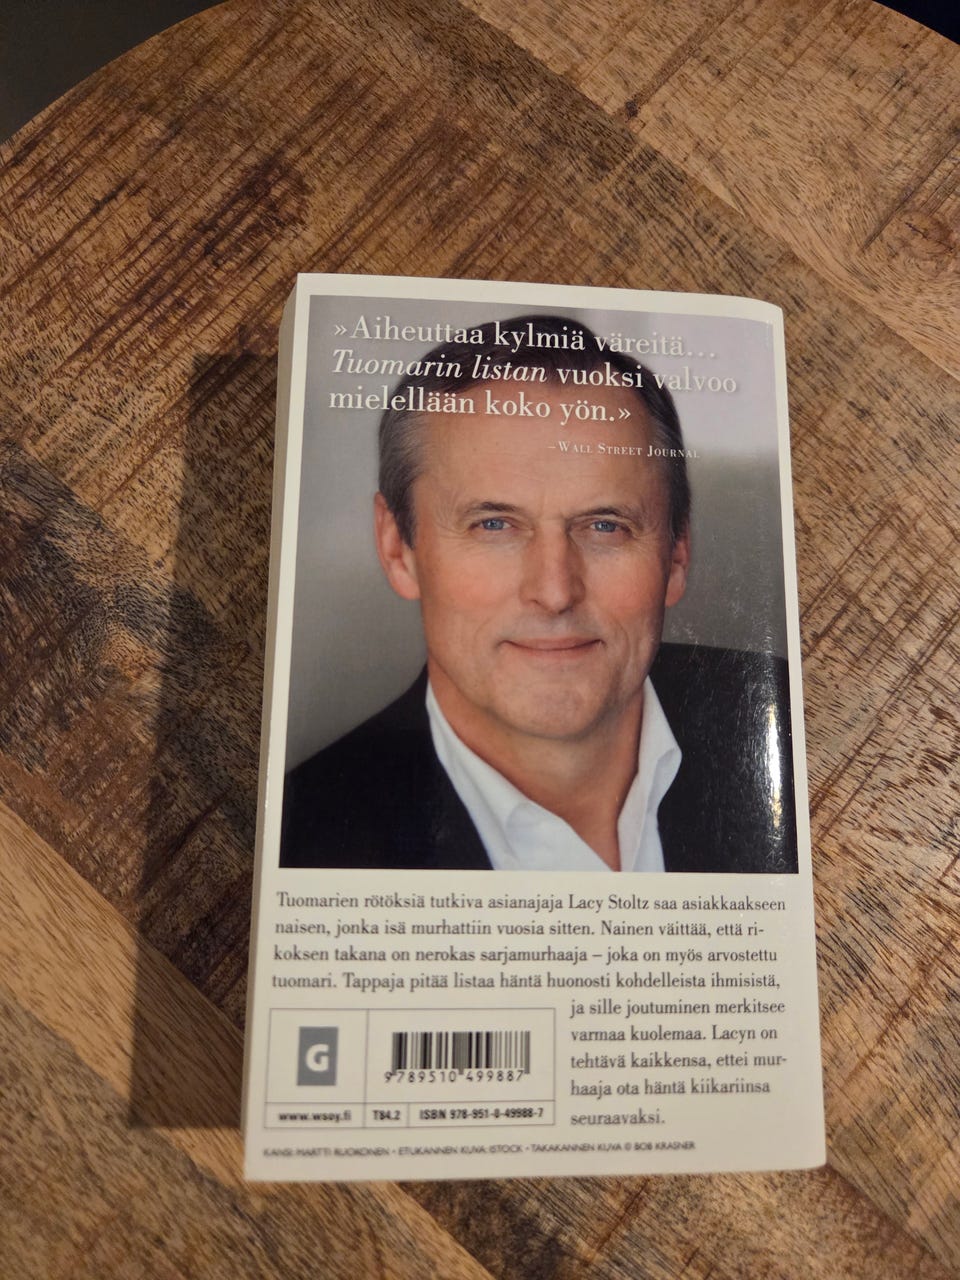 »Aiheuttaa kylmiä väreitä...
Tuomarin listan vuoksi valvoo
mielellään koko yön.»
–WALL STREET JOURNAL
Tuomarien rötöksiä tutkiva asianajaja Lacy Stoltz saa asiakkaakseen
naisen, jonka isä murhattiin vuosia sitten. Nainen väittää, että ri-
koksen takana on nerokas sarjamurhaaja – joka on myös arvostettu
tuomari. Tappaja pitää listaa häntä huonosti kohdelleista ihmisistä,
ja sille joutuminen merkitsee
varmaa kuolemaa. Lacyn on
tehtävä kaikkensa, ettei mur-
haaja ota häntä kiikariinsa
seuraavaksi.
G
9789510499887
www.wsoy.fi
T84.2
ISBN 978-951-0-49988-7
KANSI: MARTTI RUOKONEN • ETUKANNEN KUVA: ISTOCK • TAKAKANNEN KUVA © BOB KRASNER